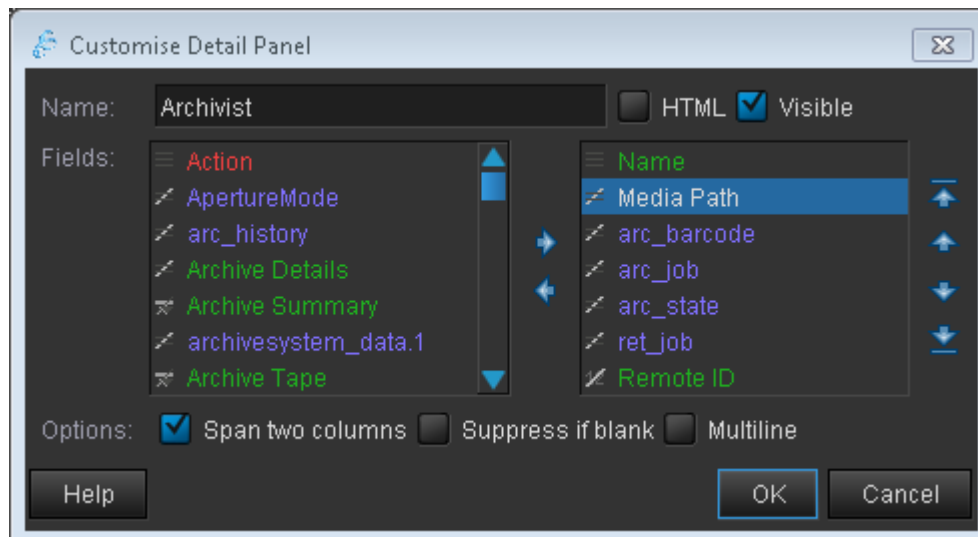 Customise Detail Panel
Name: Archivist HTML Visible
Fields:
Action
ApertureMode
arc_history
Archive Details
Archive Summary
archivesystem_data.1
Archive Tape
Name
Media Path
arc_barcode
arc_job
arc_state
ret_job
Remote ID
Options: Span two columns Suppress if blank Multiline
Help OK Cancel